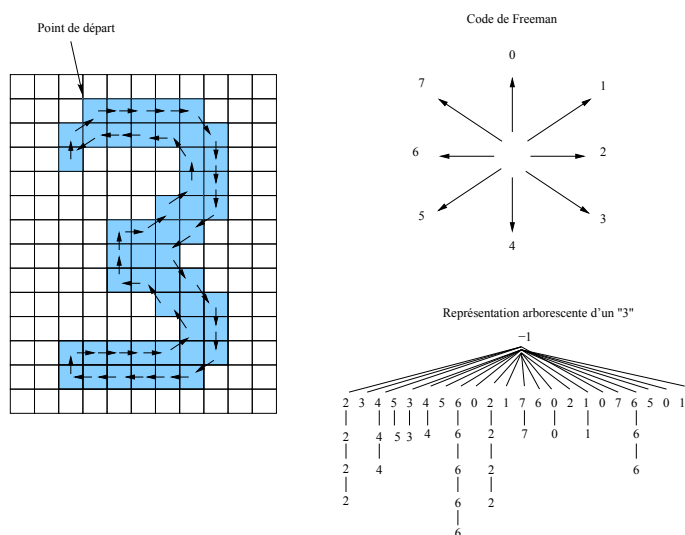 Point de départ
Code de Freeman
0
7 1
6 2
5 3
4
Représentation arborescente d'un "3"
−1
2 3 4 5 3 4 5 6 0 2 1 7 6 0 2 1 0 7 6 5 0 1
2 4 5 3 4 6 2 7 0 1 6
2 4 6 2 6
2 6 2
6